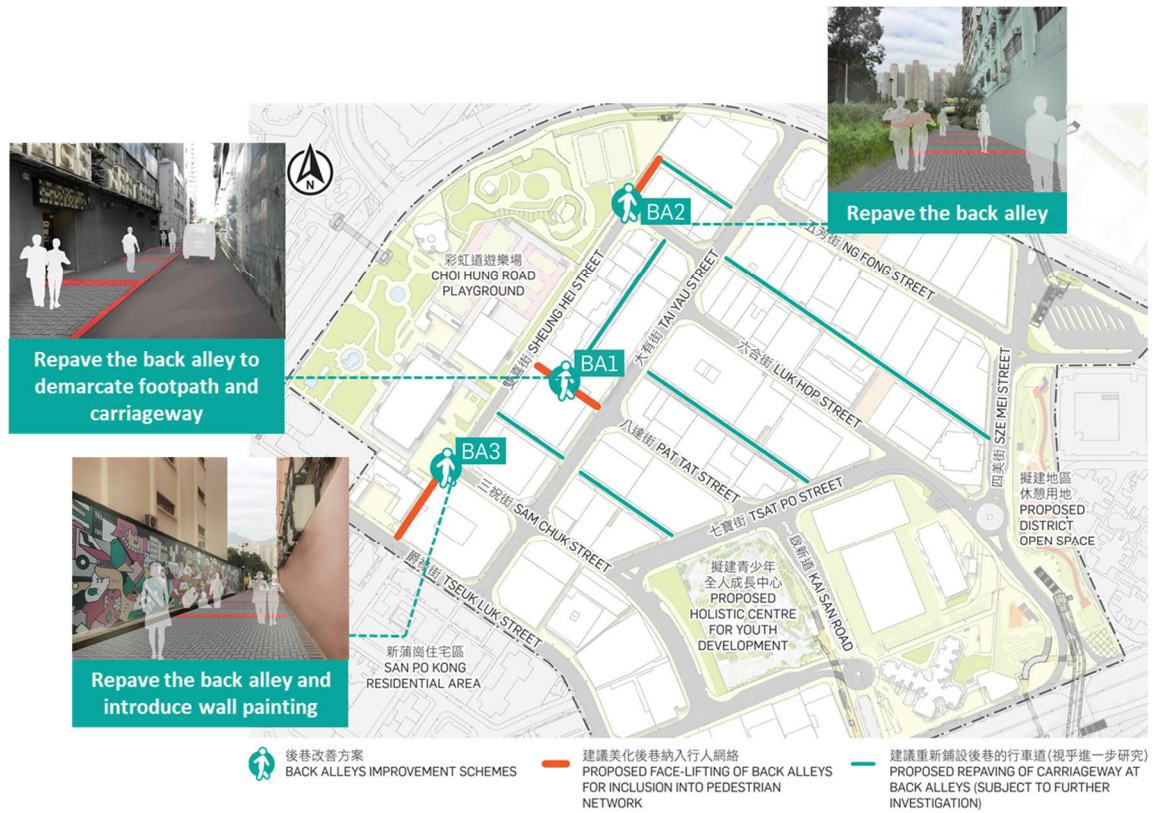 Repave the back alley
Repave the back alley to
demarcate footpath and
carriageway
Repave the back alley and
introduce wall painting
N
BA2
BA1
BA3
彩虹道遊樂場
CHOI HUNG ROAD
PLAYGROUND
雙喜街 SHEUNG HEI STREET
大有街 TAI YAU STREET
五芳街 NG FONG STREET
六合街 LUK HOP STREET
八達街 PAT TAT STREET
四美街 SZE MEI STREET
七寶街 TSAT PO STREET
三祝街 SAM CHUK STREET
爵祿街 TSEUK LUK STREET
啟新道 KAI SAN ROAD
擬建地區
休憩用地
PROPOSED
DISTRICT
OPEN SPACE
擬建青少年
全人成長中心
PROPOSED
HOLISTIC CENTRE
FOR YOUTH
DEVELOPMENT
新蒲崗住宅區
SAN PO KONG
RESIDENTIAL AREA
後巷改善方案
BACK ALLEYS IMPROVEMENT SCHEMES
建議美化後巷納入行人網絡
PROPOSED FACE-LIFTING OF BACK ALLEYS
FOR INCLUSION INTO PEDESTRIAN
NETWORK
建議重新鋪設後巷的行車道(視乎進一步研究)
PROPOSED REPAVING OF CARRIAGEWAY AT
BACK ALLEYS (SUBJECT TO FURTHER
INVESTIGATION)